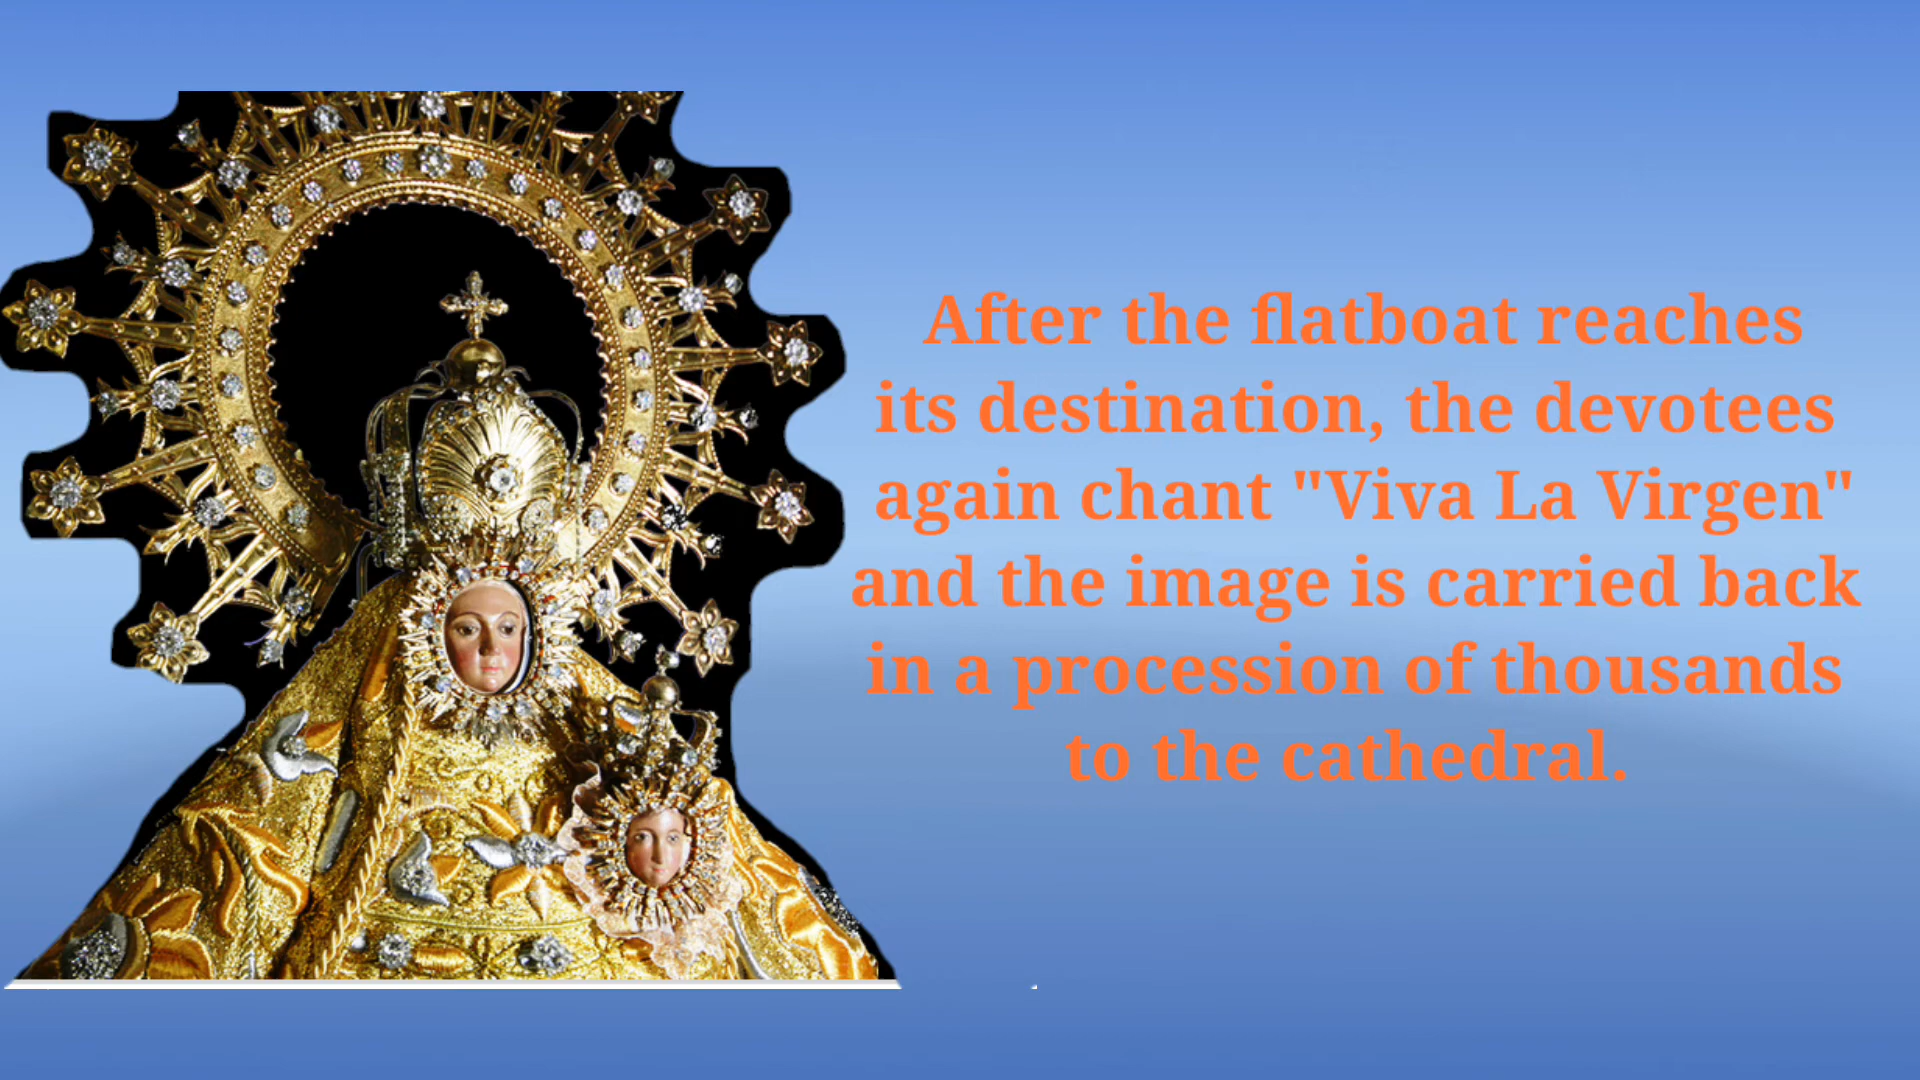 After the flatboat reaches
its destination, the devotees
again chant "Viva La Virgen"
and the image is carried back
in a procession of thousands
to the cathedral.